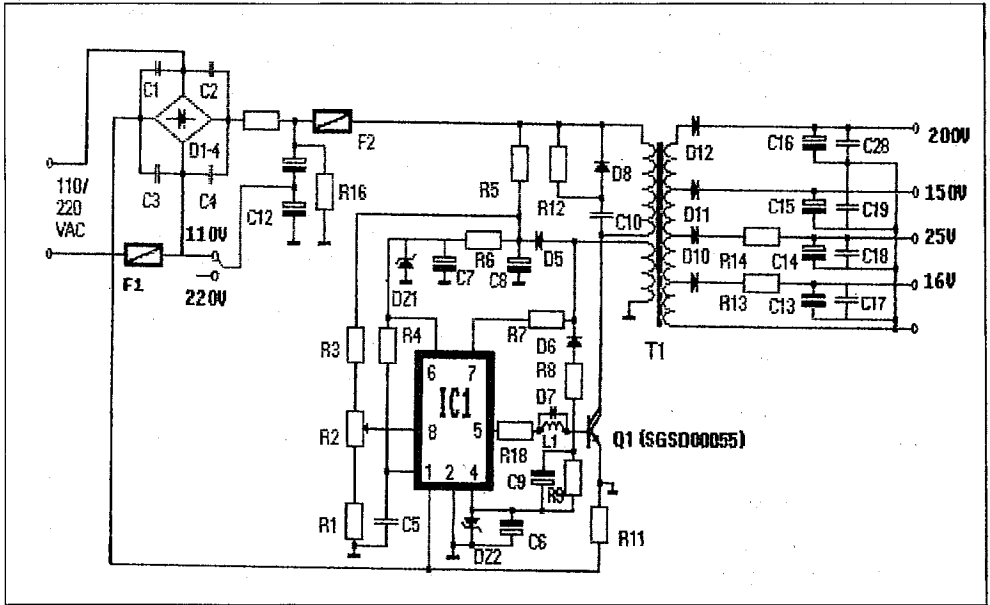 C1
C2
D1-4
C3
C4
110/
220
VAC
F1
110V
220V
C12
R16
F2
R5
R12
D8
C10
D12
C16
C28
200V
D11
C15
C19
150V
D10
R14
C14
C18
25V
R13
C13
C17
16V
T1
DZ1
C7
R6
C8
D5
R3
R4
R7
D6
R8
D7
L1
6
7
IC1
8
5
1
2
4
R2
R18
Q1 (SGSD00055)
C9
R9
R1
C5
DZ2
C6
R11